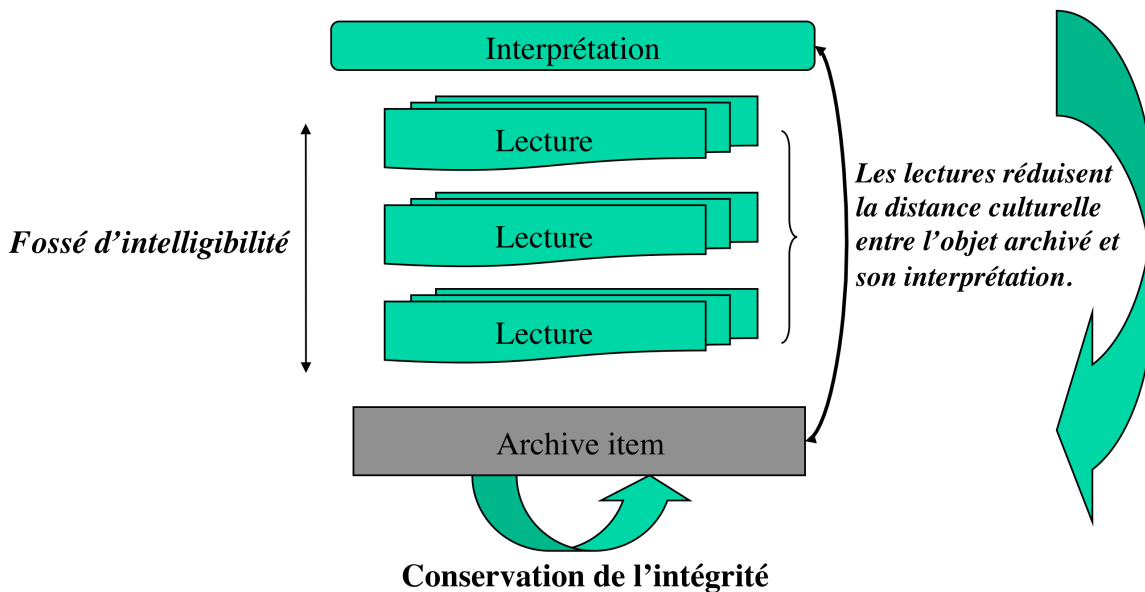 Interprétation
Lecture
Lecture
Lecture
Fossé d’intelligibilité
Les lectures réduisent
la distance culturelle
entre l’objet archivé et
son interprétation.
Archive item
Conservation de l’intégrité